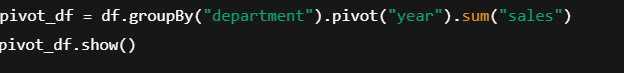 pivot_df = df.groupBy("department").pivot("year").sum("sales")
pivot_df.show()